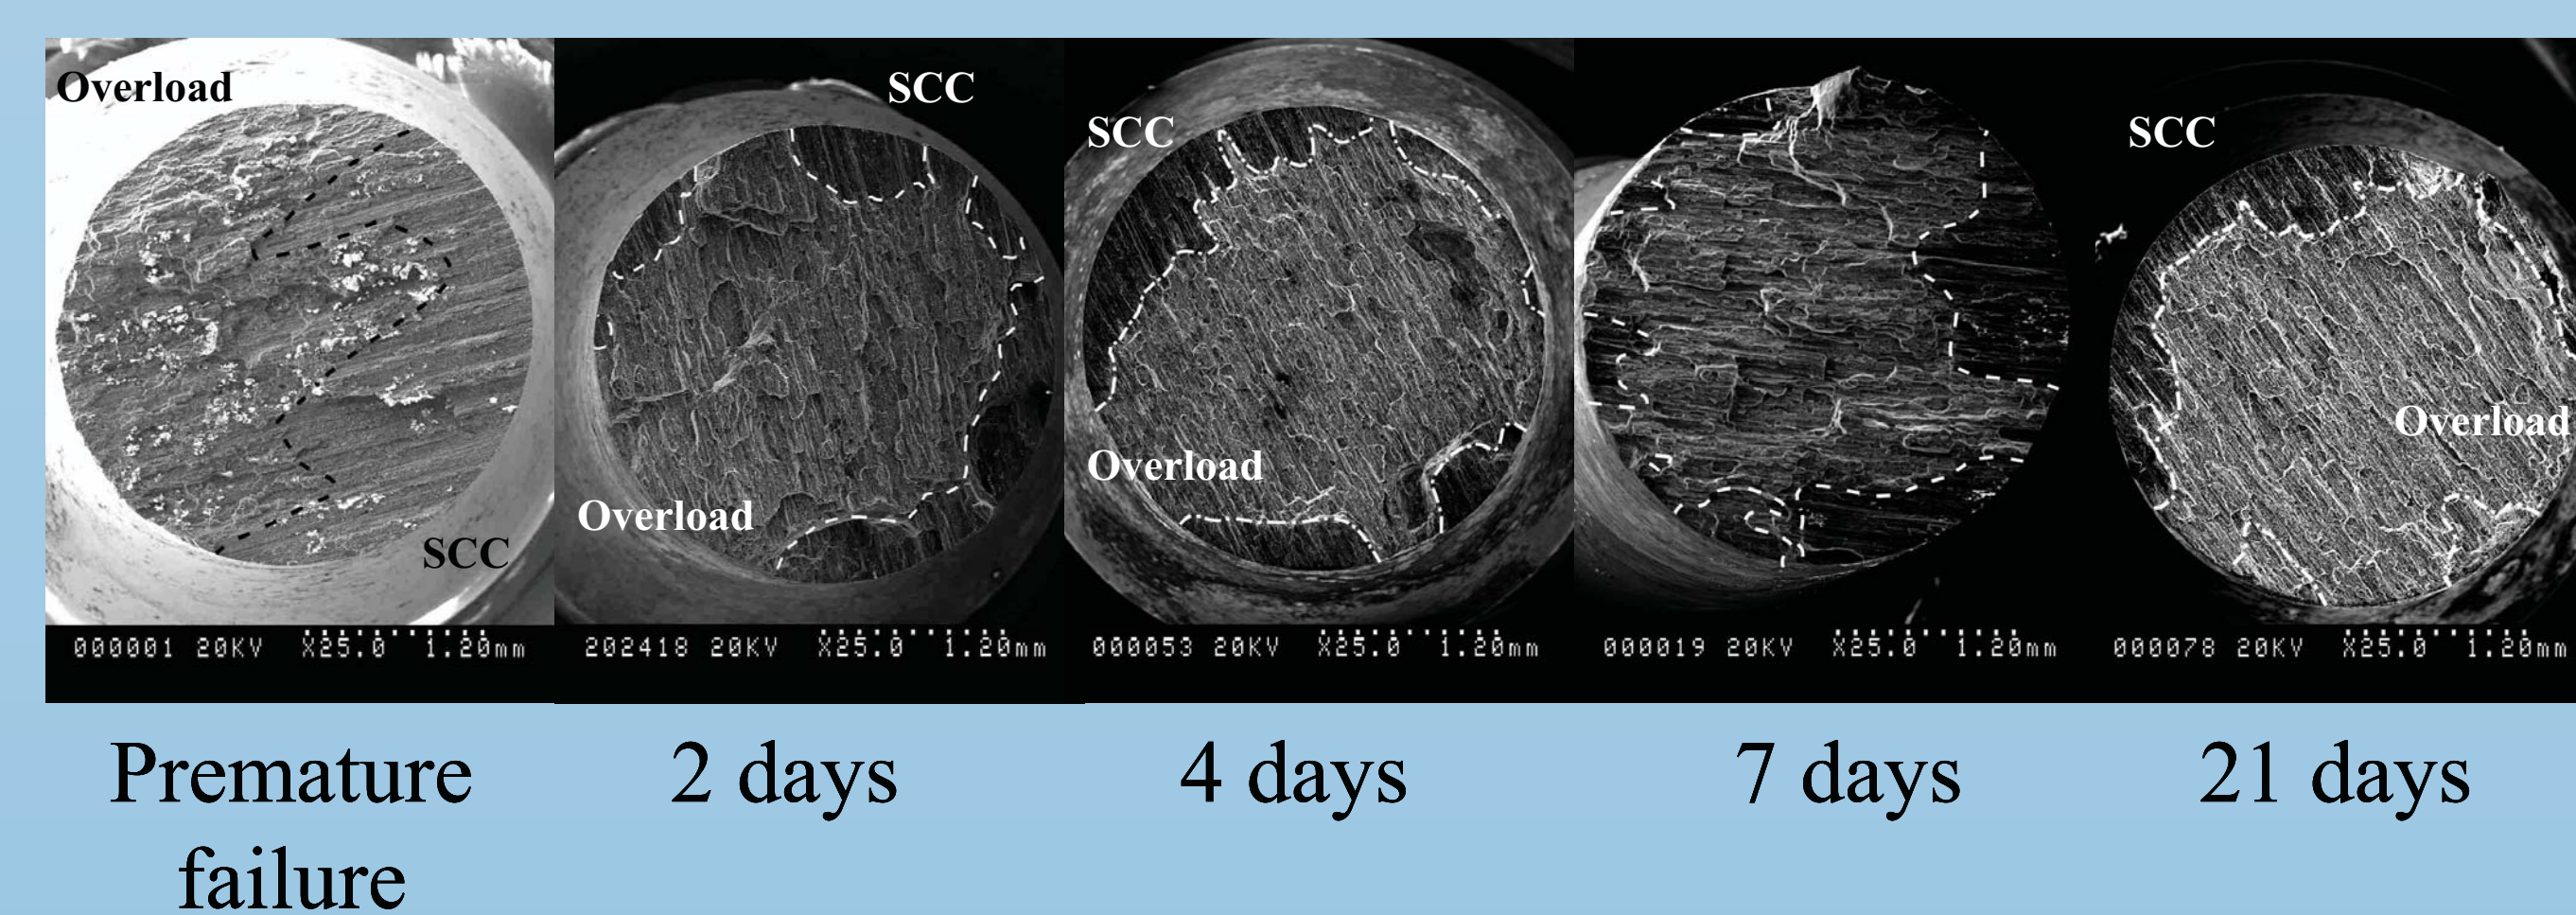 Overload
SCC
000001 20KV X25.0 1.20mm
SCC
Overload
202418 20KV X25.0 1.20mm
SCC
Overload
000053 20KV X25.0 1.20mm
000019 20KV X25.0 1.20mm
SCC
Overload
000078 20KV X25.0 1.20mm
Premature
failure
2 days
4 days
7 days
21 days